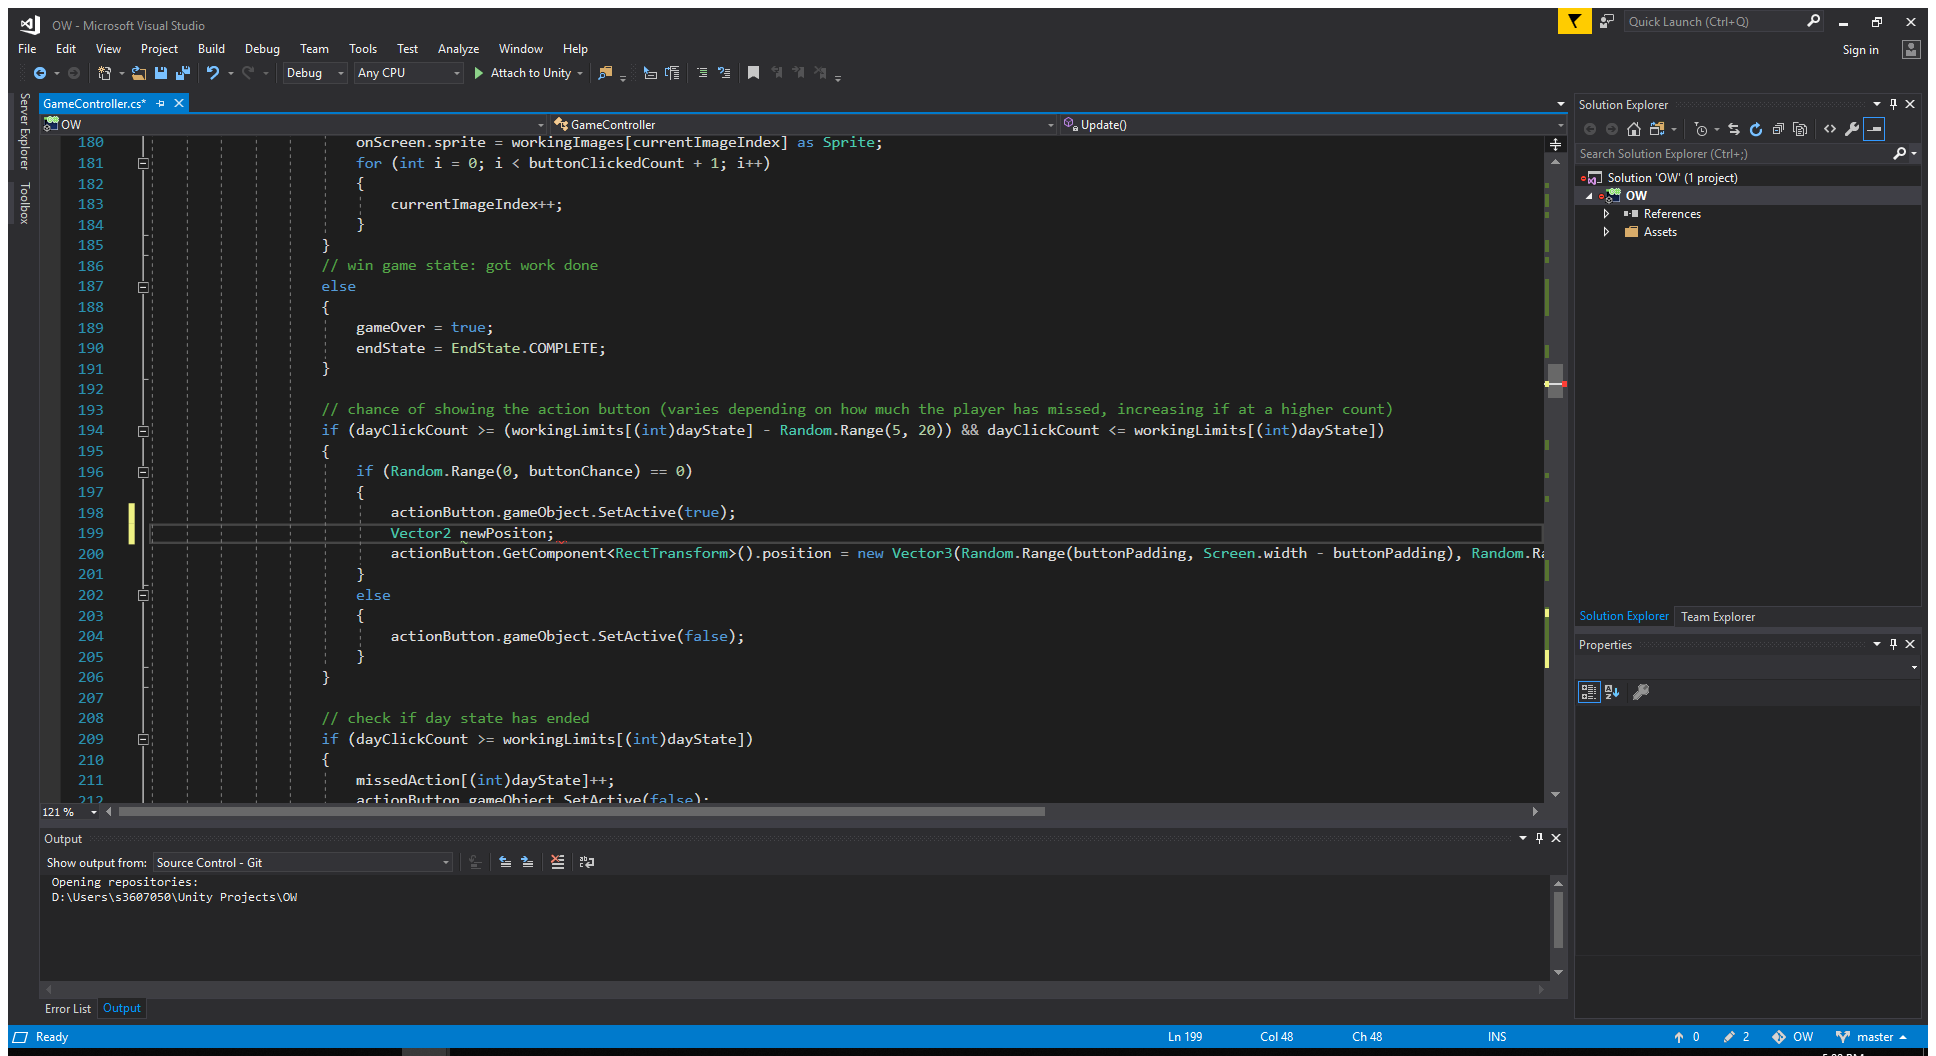 OW - Microsoft Visual Studio
Quick Launch (Ctrl+Q)
File Edit View Project Build Debug Team Tools Test Analyze Window Help
Sign in
Debug Any CPU Attach to Unity
Server Explorer
Toolbox
GameController.cs*
OW GameController Update()
180 onScreen.sprite = workingImages[currentImageIndex] as Sprite;
181 for (int i = 0; i < buttonClickedCount + 1; i++)
182 {
183 currentImageIndex++;
184 }
185 }
186 // win game state: got work done
187 else
188 {
189 gameOver = true;
190 endState = EndState.COMPLETE;
191 }
192
193 // chance of showing the action button (varies depending on how much the player has missed, increasing if at a higher count)
194 if (dayClickCount >= (workingLimits[(int)dayState] - Random.Range(5, 20)) && dayClickCount <= workingLimits[(int)dayState])
195 {
196 if (Random.Range(0, buttonChance) == 0)
197 {
198 actionButton.gameObject.SetActive(true);
199 Vector2 newPositon;
200 actionButton.GetComponent<RectTransform>().position = new Vector3(Random.Range(buttonPadding, Screen.width - buttonPadding), Random.Ra
201 }
202 else
203 {
204 actionButton.gameObject.SetActive(false);
205 }
206 }
207
208 // check if day state has ended
209 if (dayClickCount >= workingLimits[(int)dayState])
210 {
211 missedAction[(int)dayState]++;
212 actionButton.gameObject.SetActive(false);
121 %
Output
Show output from: Source Control - Git
Opening repositories:
D:\Users\s3607050\Unity Projects\OW
Error List Output
Solution Explorer
Search Solution Explorer (Ctrl+;)
Solution 'OW' (1 project)
OW
References
Assets
Solution Explorer Team Explorer
Properties
Ready Ln 199 Col 48 Ch 48 INS 0 2 OW master